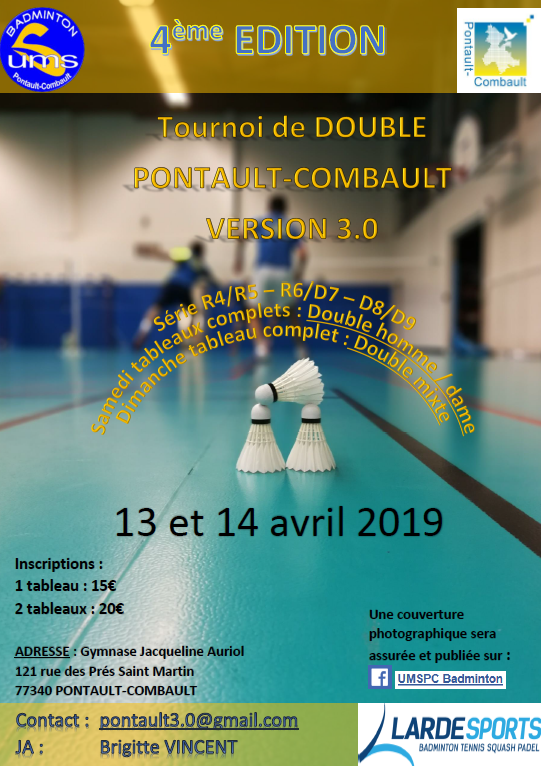 BADMINTON
ums
Pontault-Combault
4ème EDITION
Pontault-
Combault
Tournoi de DOUBLE
PONTAULT-COMBAULT
VERSION 3.0
Série R4/R5 – R6/D7 – D8/D9
Samedi tableaux complets : Double homme / dame
Dimanche tableau complet : Double mixte
13 et 14 avril 2019
Inscriptions :
1 tableau : 15€
2 tableaux : 20€
ADRESSE : Gymnase Jacqueline Auriol
121 rue des Prés Saint Martin
77340 PONTAULT-COMBAULT
Une couverture
photographique sera
assurée et publiée sur :
f UMSPC Badminton
Contact : pontault3.0@gmail.com
JA : Brigitte VINCENT
LARDESPORTS
BADMINTON TENNIS SQUASH PADEL